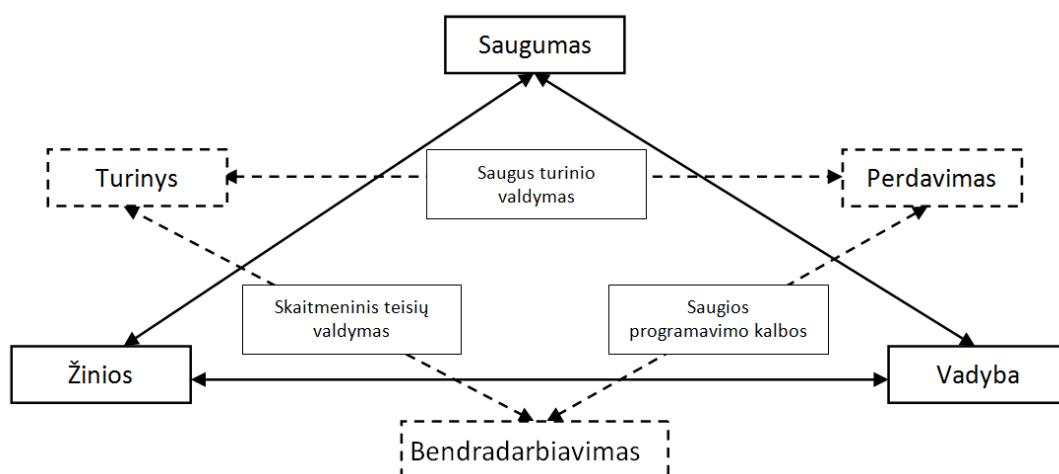 Saugumas
Turinys
Saugus turinio
valdymas
Perdavimas
Skaitmeninis teisių
valdymas
Saugios
programavimo kalbos
Žinios
Vadyba
Bendradarbiavimas